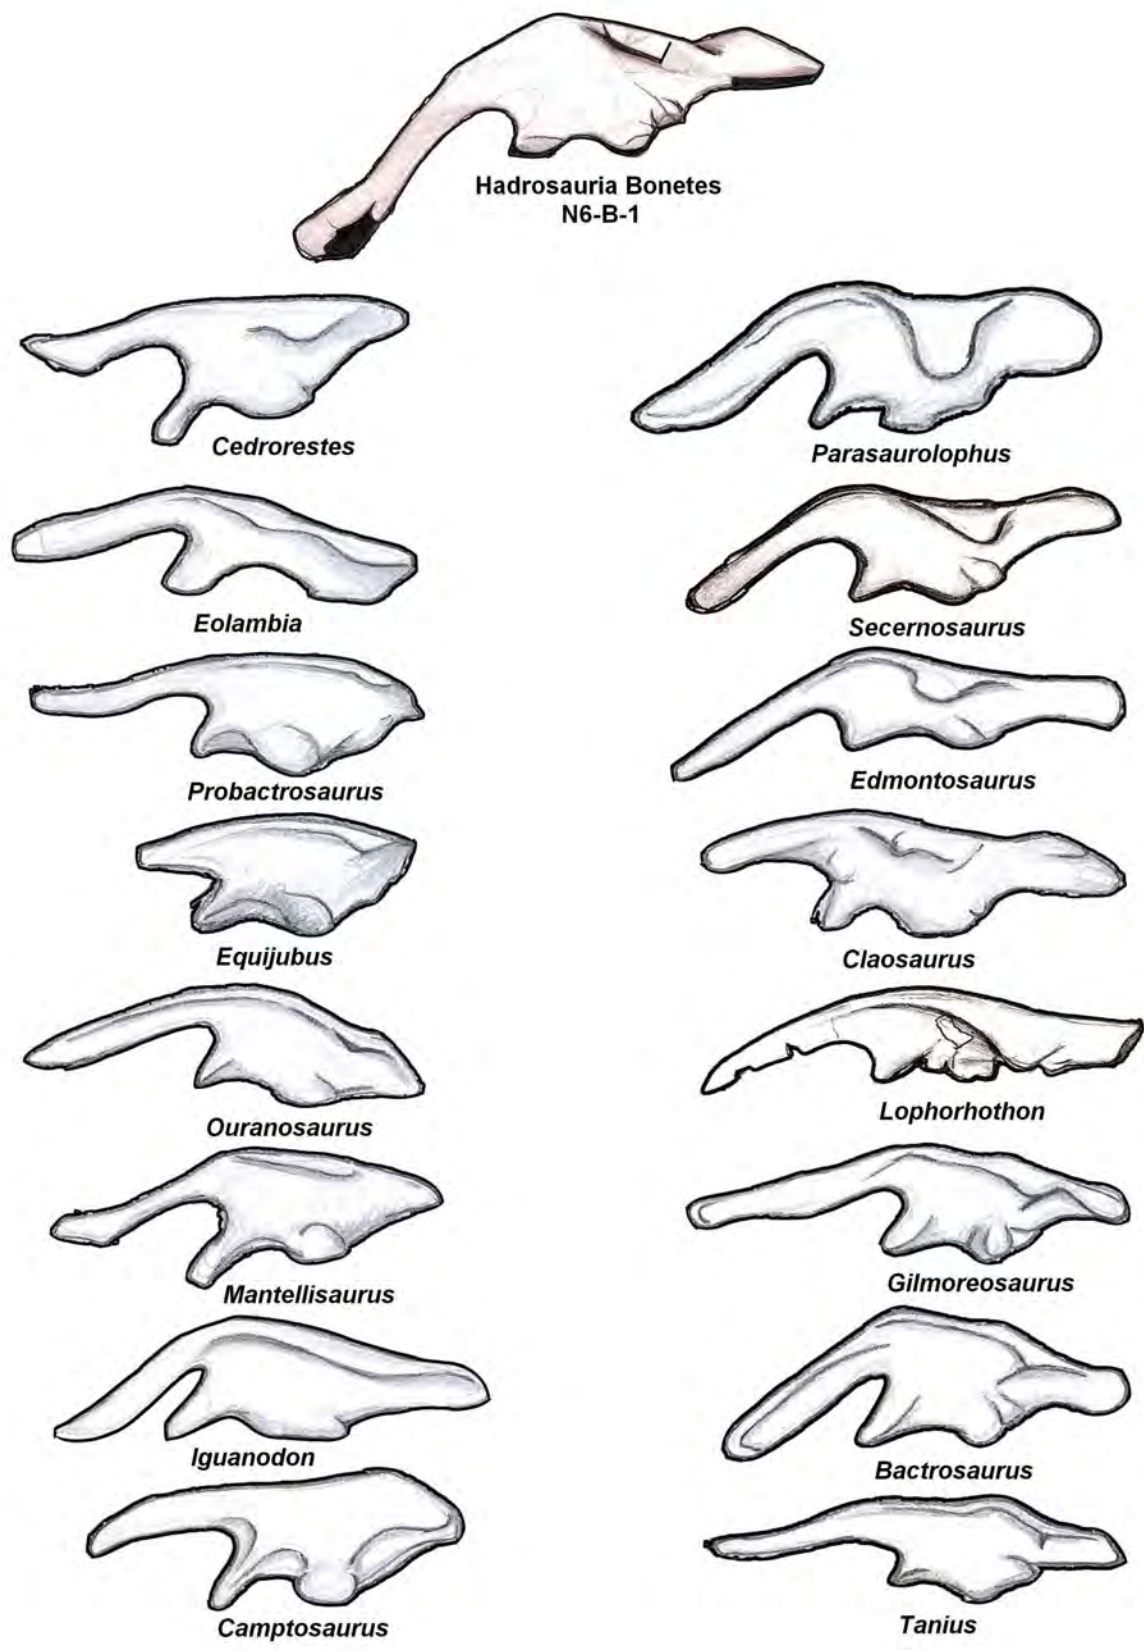 Hadrosauria Bonetes
N6-B-1
Cedrorestes
Parasaurolophus
Eolambia
Secernosaurus
Probactrosaurus
Edmontosaurus
Equijubus
Claosaurus
Ouranosaurus
Lophorhothon
Mantellisaurus
Gilmoreosaurus
Iguanodon
Bactrosaurus
Camptosaurus
Tanius